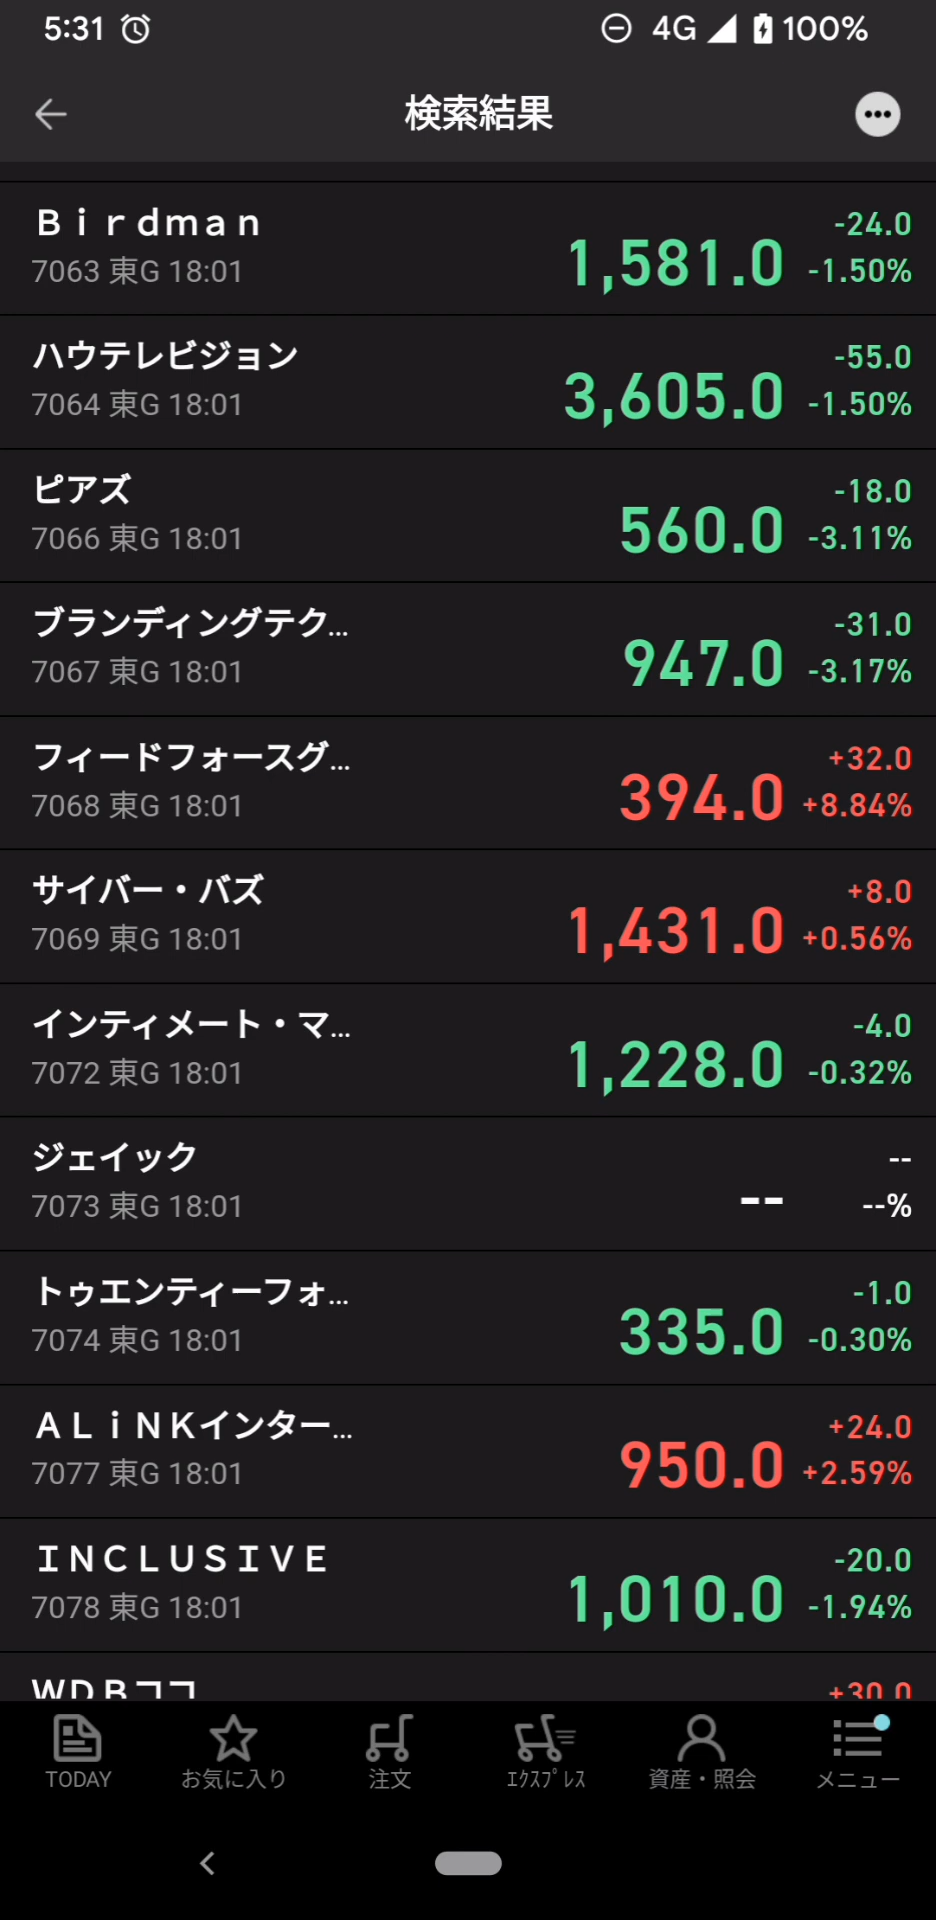 5:31 4G 100%
検索結果
Ｂｉｒｄｍａｎ -24.0
7063 東G 18:01 1,581.0 -1.50%
ハウテレビジョン -55.0
7064 東G 18:01 3,605.0 -1.50%
ピアズ -18.0
7066 東G 18:01 560.0 -3.11%
ブランディングテク... -31.0
7067 東G 18:01 947.0 -3.17%
フィードフォースグ... +32.0
7068 東G 18:01 394.0 +8.84%
サイバー・バズ +8.0
7069 東G 18:01 1,431.0 +0.56%
インティメート・マ... -4.0
7072 東G 18:01 1,228.0 -0.32%
ジェイック --
7073 東G 18:01 -- --%
トゥエンティーフォ... -1.0
7074 東G 18:01 335.0 -0.30%
ＡＬｉＮＫインター... +24.0
7077 東G 18:01 950.0 +2.59%
ＩＮＣＬＵＳＩＶＥ -20.0
7078 東G 18:01 1,010.0 -1.94%
ＷＤＢココ +30.0
TODAY お気に入り 注文 ｴｸｽﾌﾟﾚｽ 資産・照会 メニュー